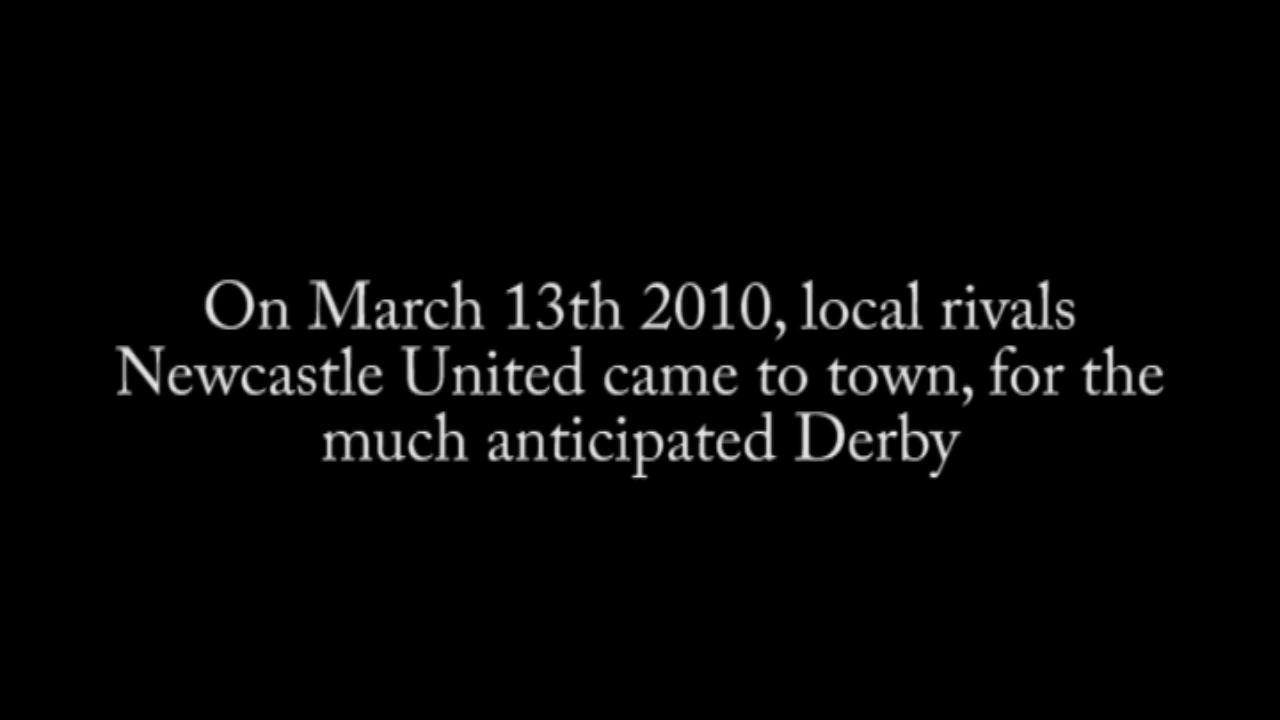 On March 13th 2010, local rivals
Newcastle United came to town, for the
much anticipated Derby